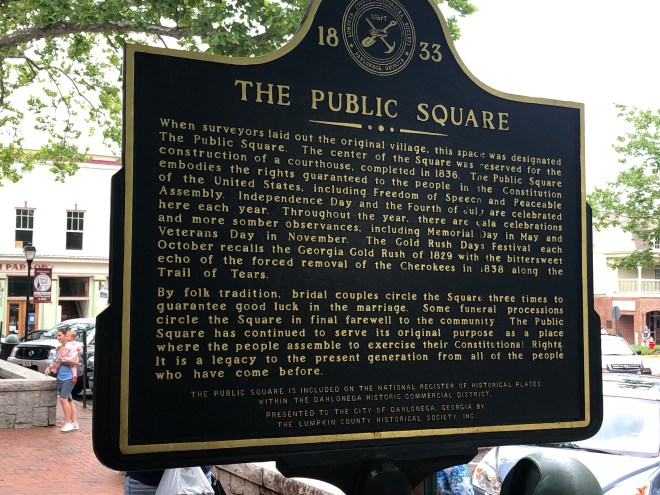 18 33
THE PUBLIC SQUARE
When surveyors laid out the original village, this space was designated
The Public Square. The center of the Square was reserved for the
construction of a courthouse, completed in 1836. The Public Square
embodies the rights guaranteed to the people in the Constitution
of the United States, including Freedom of Speech and Peaceable
Assembly. Independence Day and the Fourth of July are celebrated
here each year. Throughout the year, there are gala celebrations
and more somber observances, including Memorial Day in May and
Veterans Day in November. The Gold Rush Days Festival each
October recalls the Georgia Gold Rush of 1829 with the bittersweet
echo of the forced removal of the Cherokees in 1838 along the
Trail of Tears.
By folk tradition, bridal couples circle the Square three times to
guarantee good luck in the marriage. Some funeral processions
circle the Square in final farewell to the community. The Public
Square has continued to serve its original purpose as a place
where the people assemble to exercise their Constitutional Rights.
It is a legacy to the present generation from all of the people
who have come before.
THE PUBLIC SQUARE IS INCLUDED ON THE NATIONAL REGISTER OF HISTORICAL PLACES
WITHIN THE DAHLONEGA HISTORIC COMMERCIAL DISTRICT.
PRESENTED TO THE CITY OF DAHLONEGA, GEORGIA BY
THE LUMPKIN COUNTY HISTORICAL SOCIETY, INC.